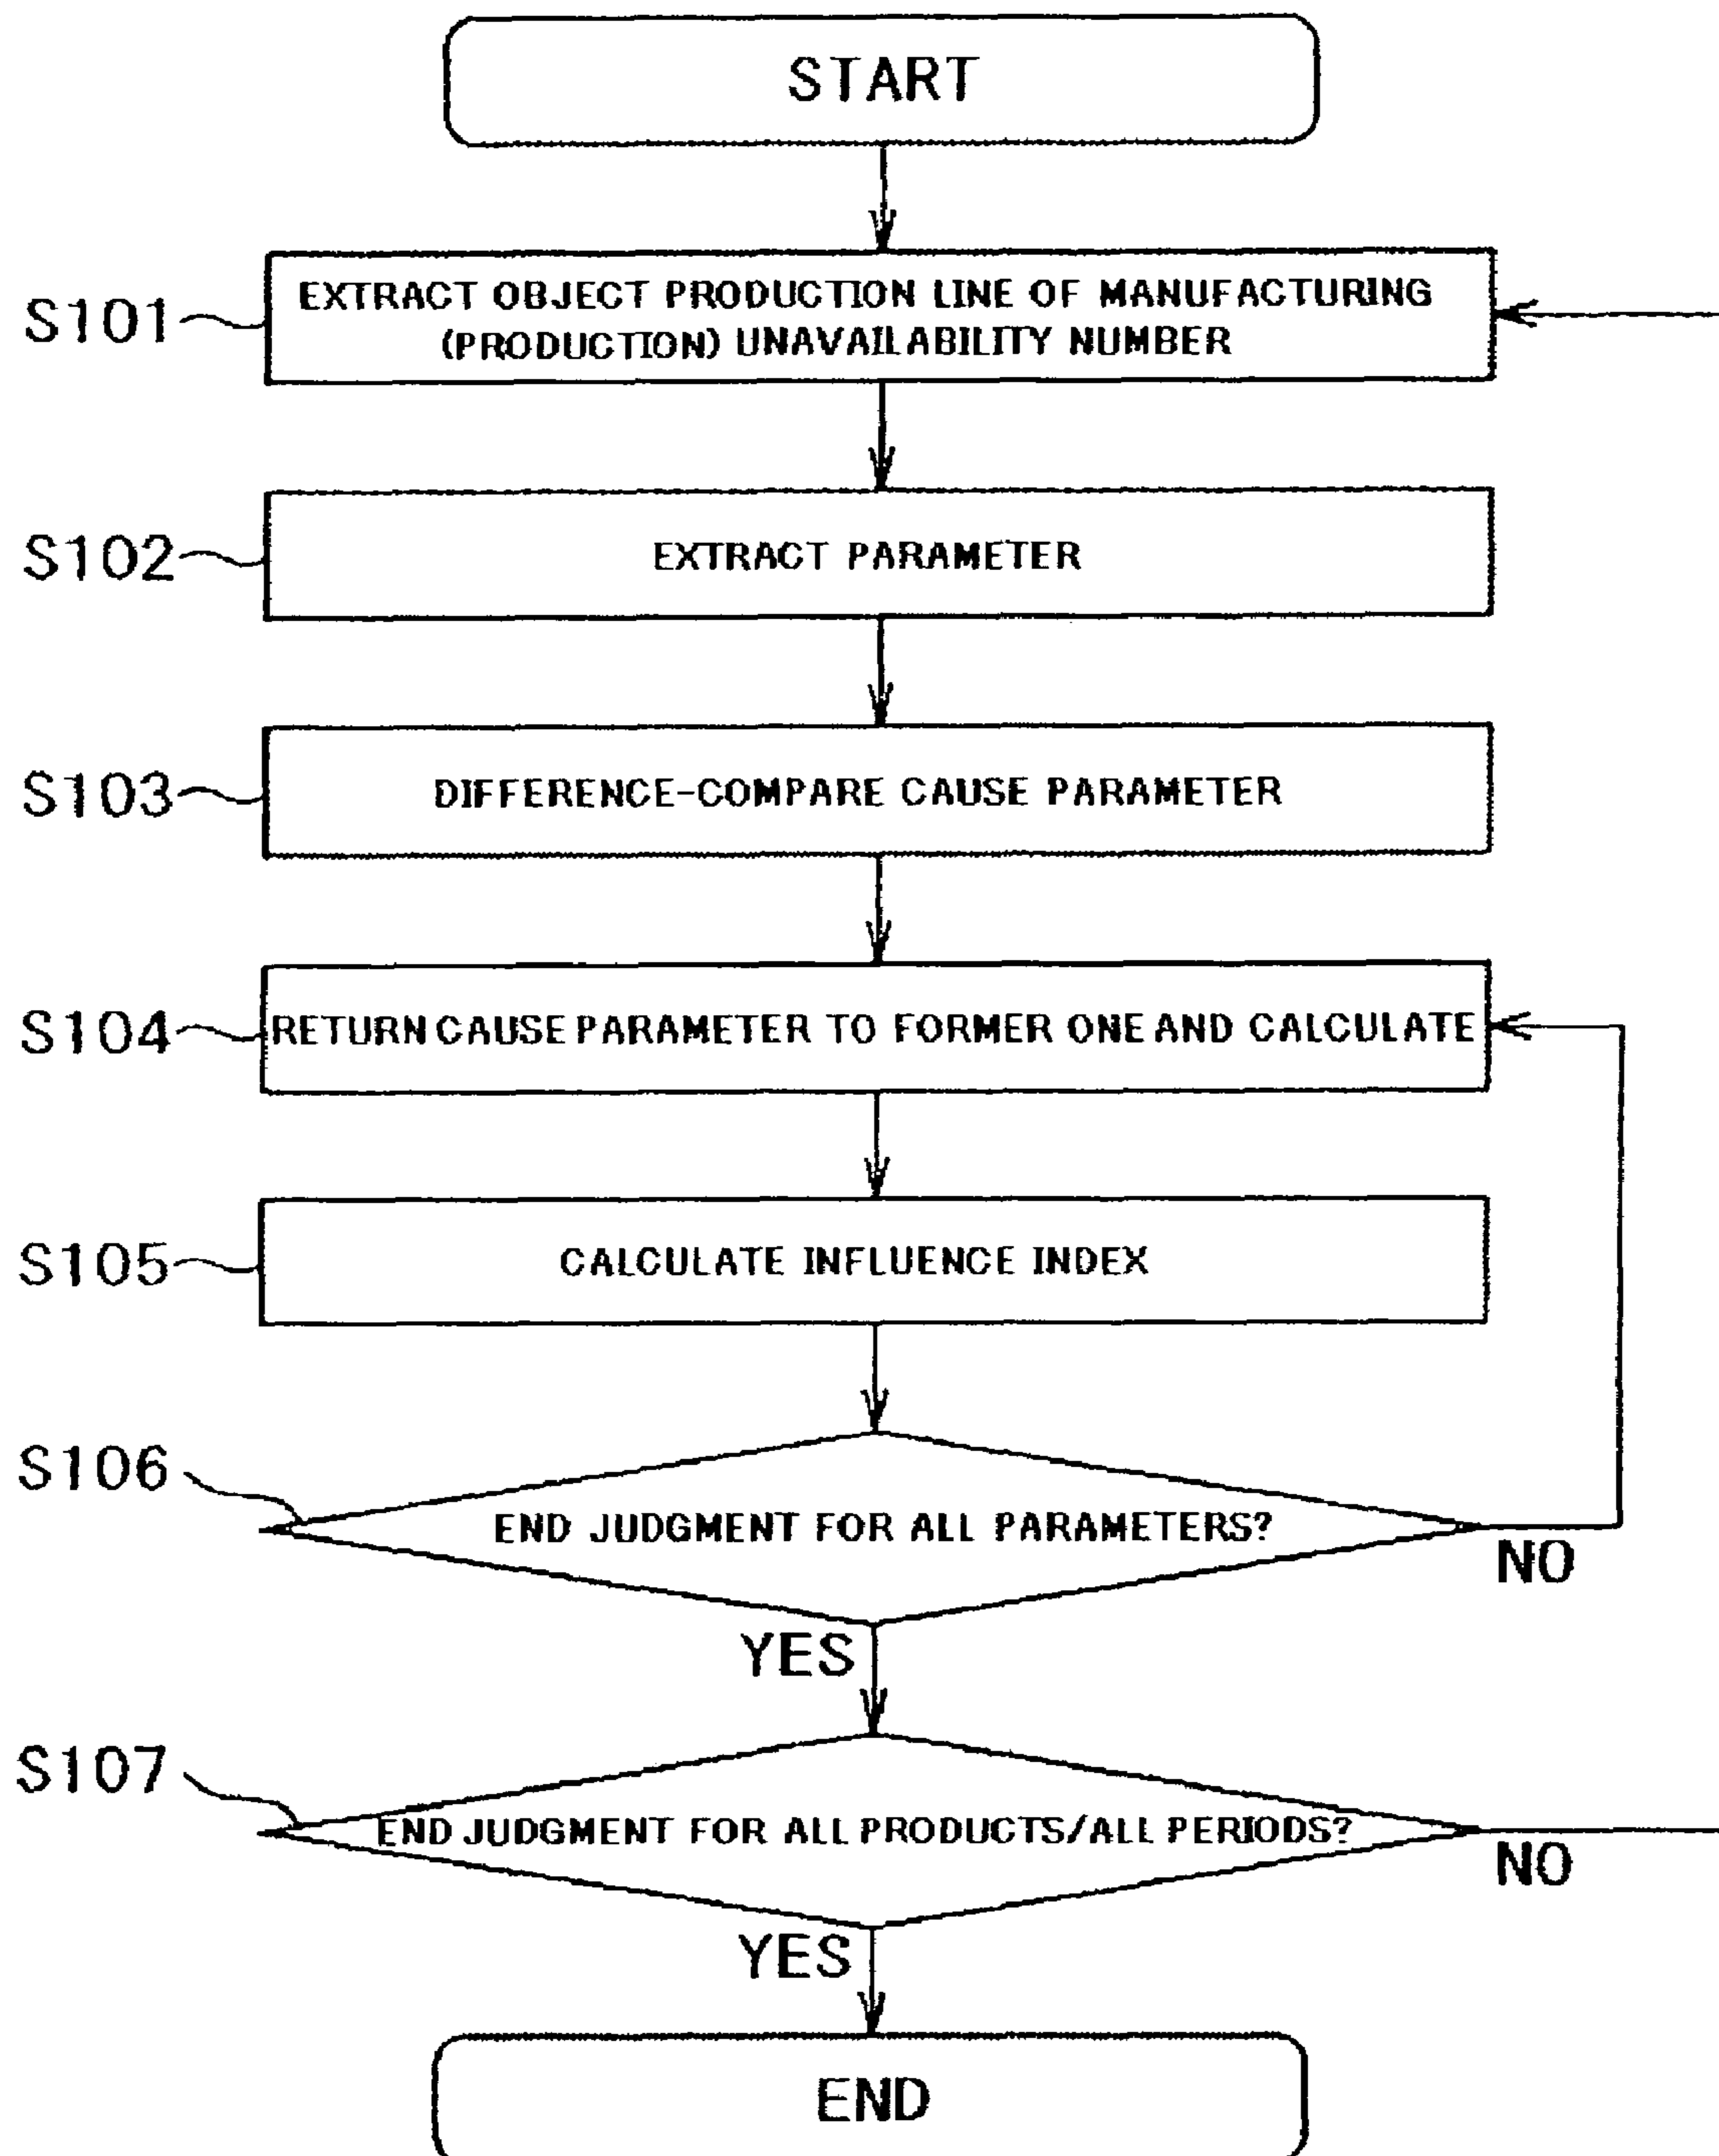 START
S101
EXTRACT OBJECT PRODUCTION LINE OF MANUFACTURING
(PRODUCTION) UNAVAILABILITY NUMBER
S102
EXTRACT PARAMETER
S103
DIFFERENCE-COMPARE CAUSE PARAMETER
S104
RETURN CAUSE PARAMETER TO FORMER ONE AND CALCULATE
S105
CALCULATE INFLUENCE INDEX
S106
END JUDGMENT FOR ALL PARAMETERS?
NO
YES
S107
END JUDGMENT FOR ALL PRODUCTS/ALL PERIODS?
NO
YES
END